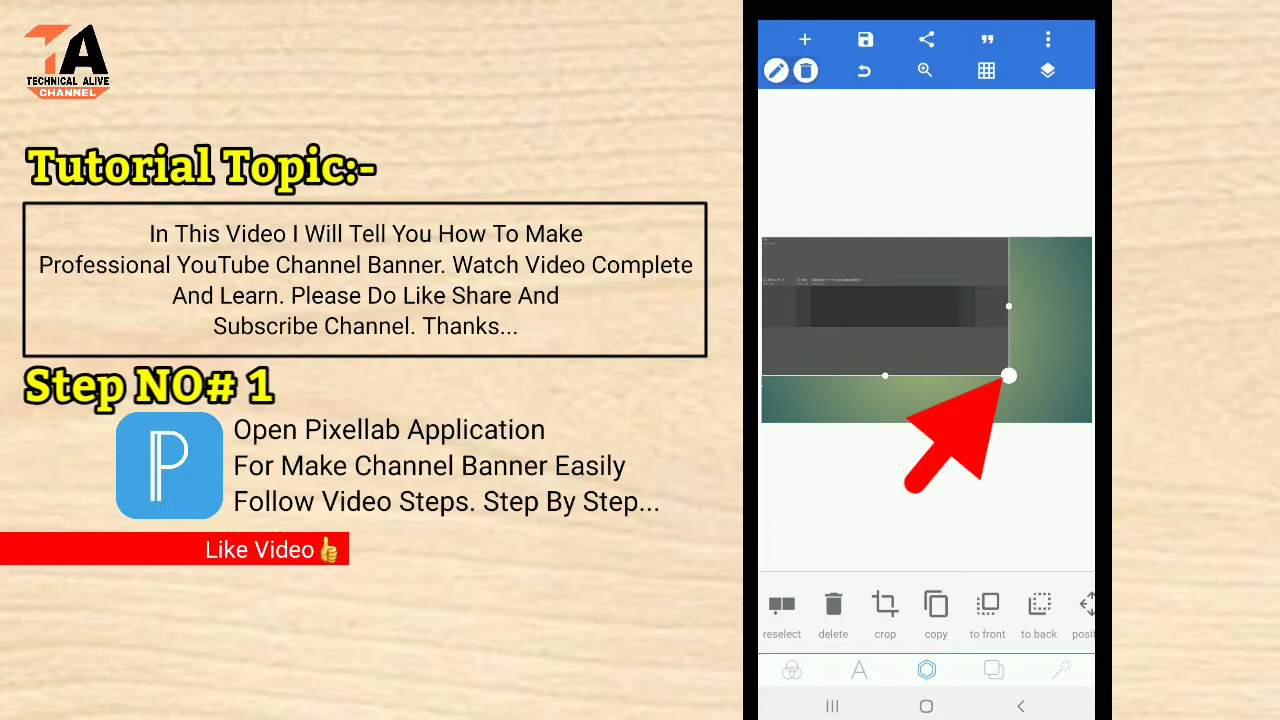 TA
TECHNICAL ALIVE
CHANNEL
Tutorial Topic:-
In This Video I Will Tell You How To Make
Professional YouTube Channel Banner. Watch Video Complete
And Learn. Please Do Like Share And
Subscribe Channel. Thanks...
Step NO# 1
P
Open Pixellab Application
For Make Channel Banner Easily
Follow Video Steps. Step By Step...
Like Video👍
reselect delete crop copy to front to back posit
A